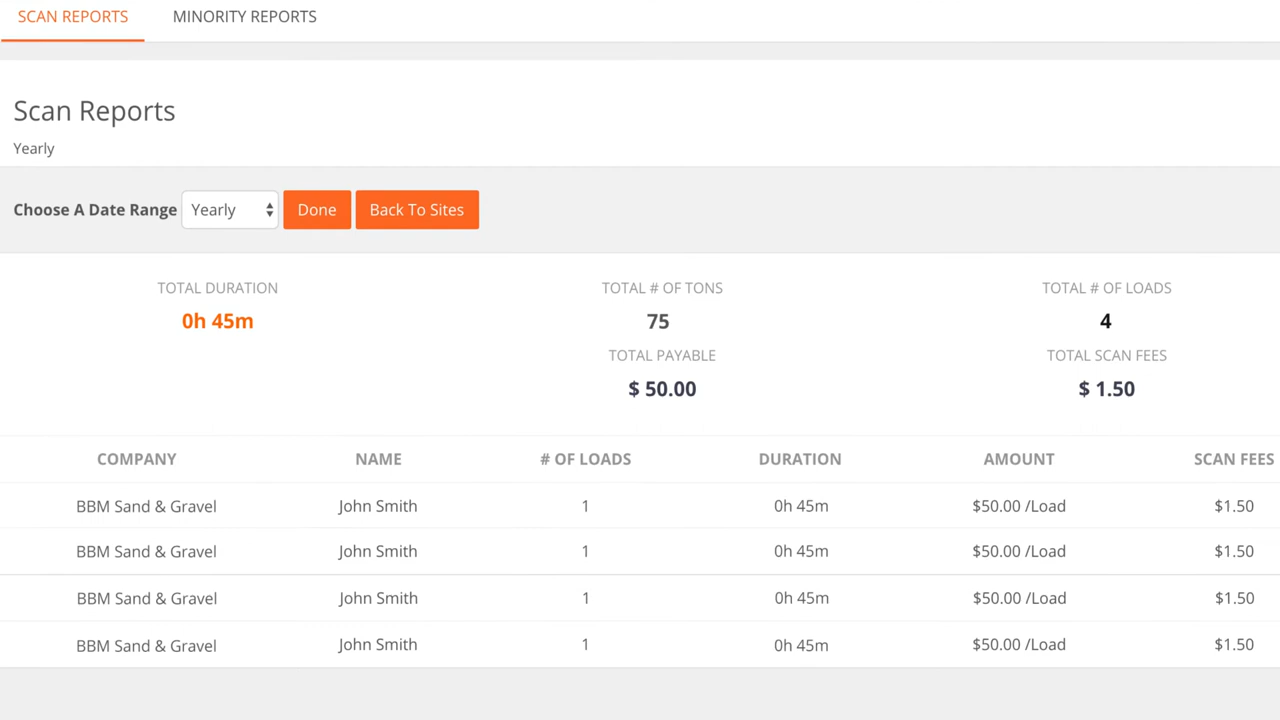 SCAN REPORTS MINORITY REPORTS
Scan Reports
Yearly
Choose A Date Range Yearly Done Back To Sites
TOTAL DURATION TOTAL # OF TONS TOTAL # OF LOADS
0h 45m 75 4
TOTAL PAYABLE TOTAL SCAN FEES
$ 50.00 $ 1.50
COMPANY NAME # OF LOADS DURATION AMOUNT SCAN FEES
BBM Sand & Gravel John Smith 1 0h 45m $50.00 /Load $1.50
BBM Sand & Gravel John Smith 1 0h 45m $50.00 /Load $1.50
BBM Sand & Gravel John Smith 1 0h 45m $50.00 /Load $1.50
BBM Sand & Gravel John Smith 1 0h 45m $50.00 /Load $1.50